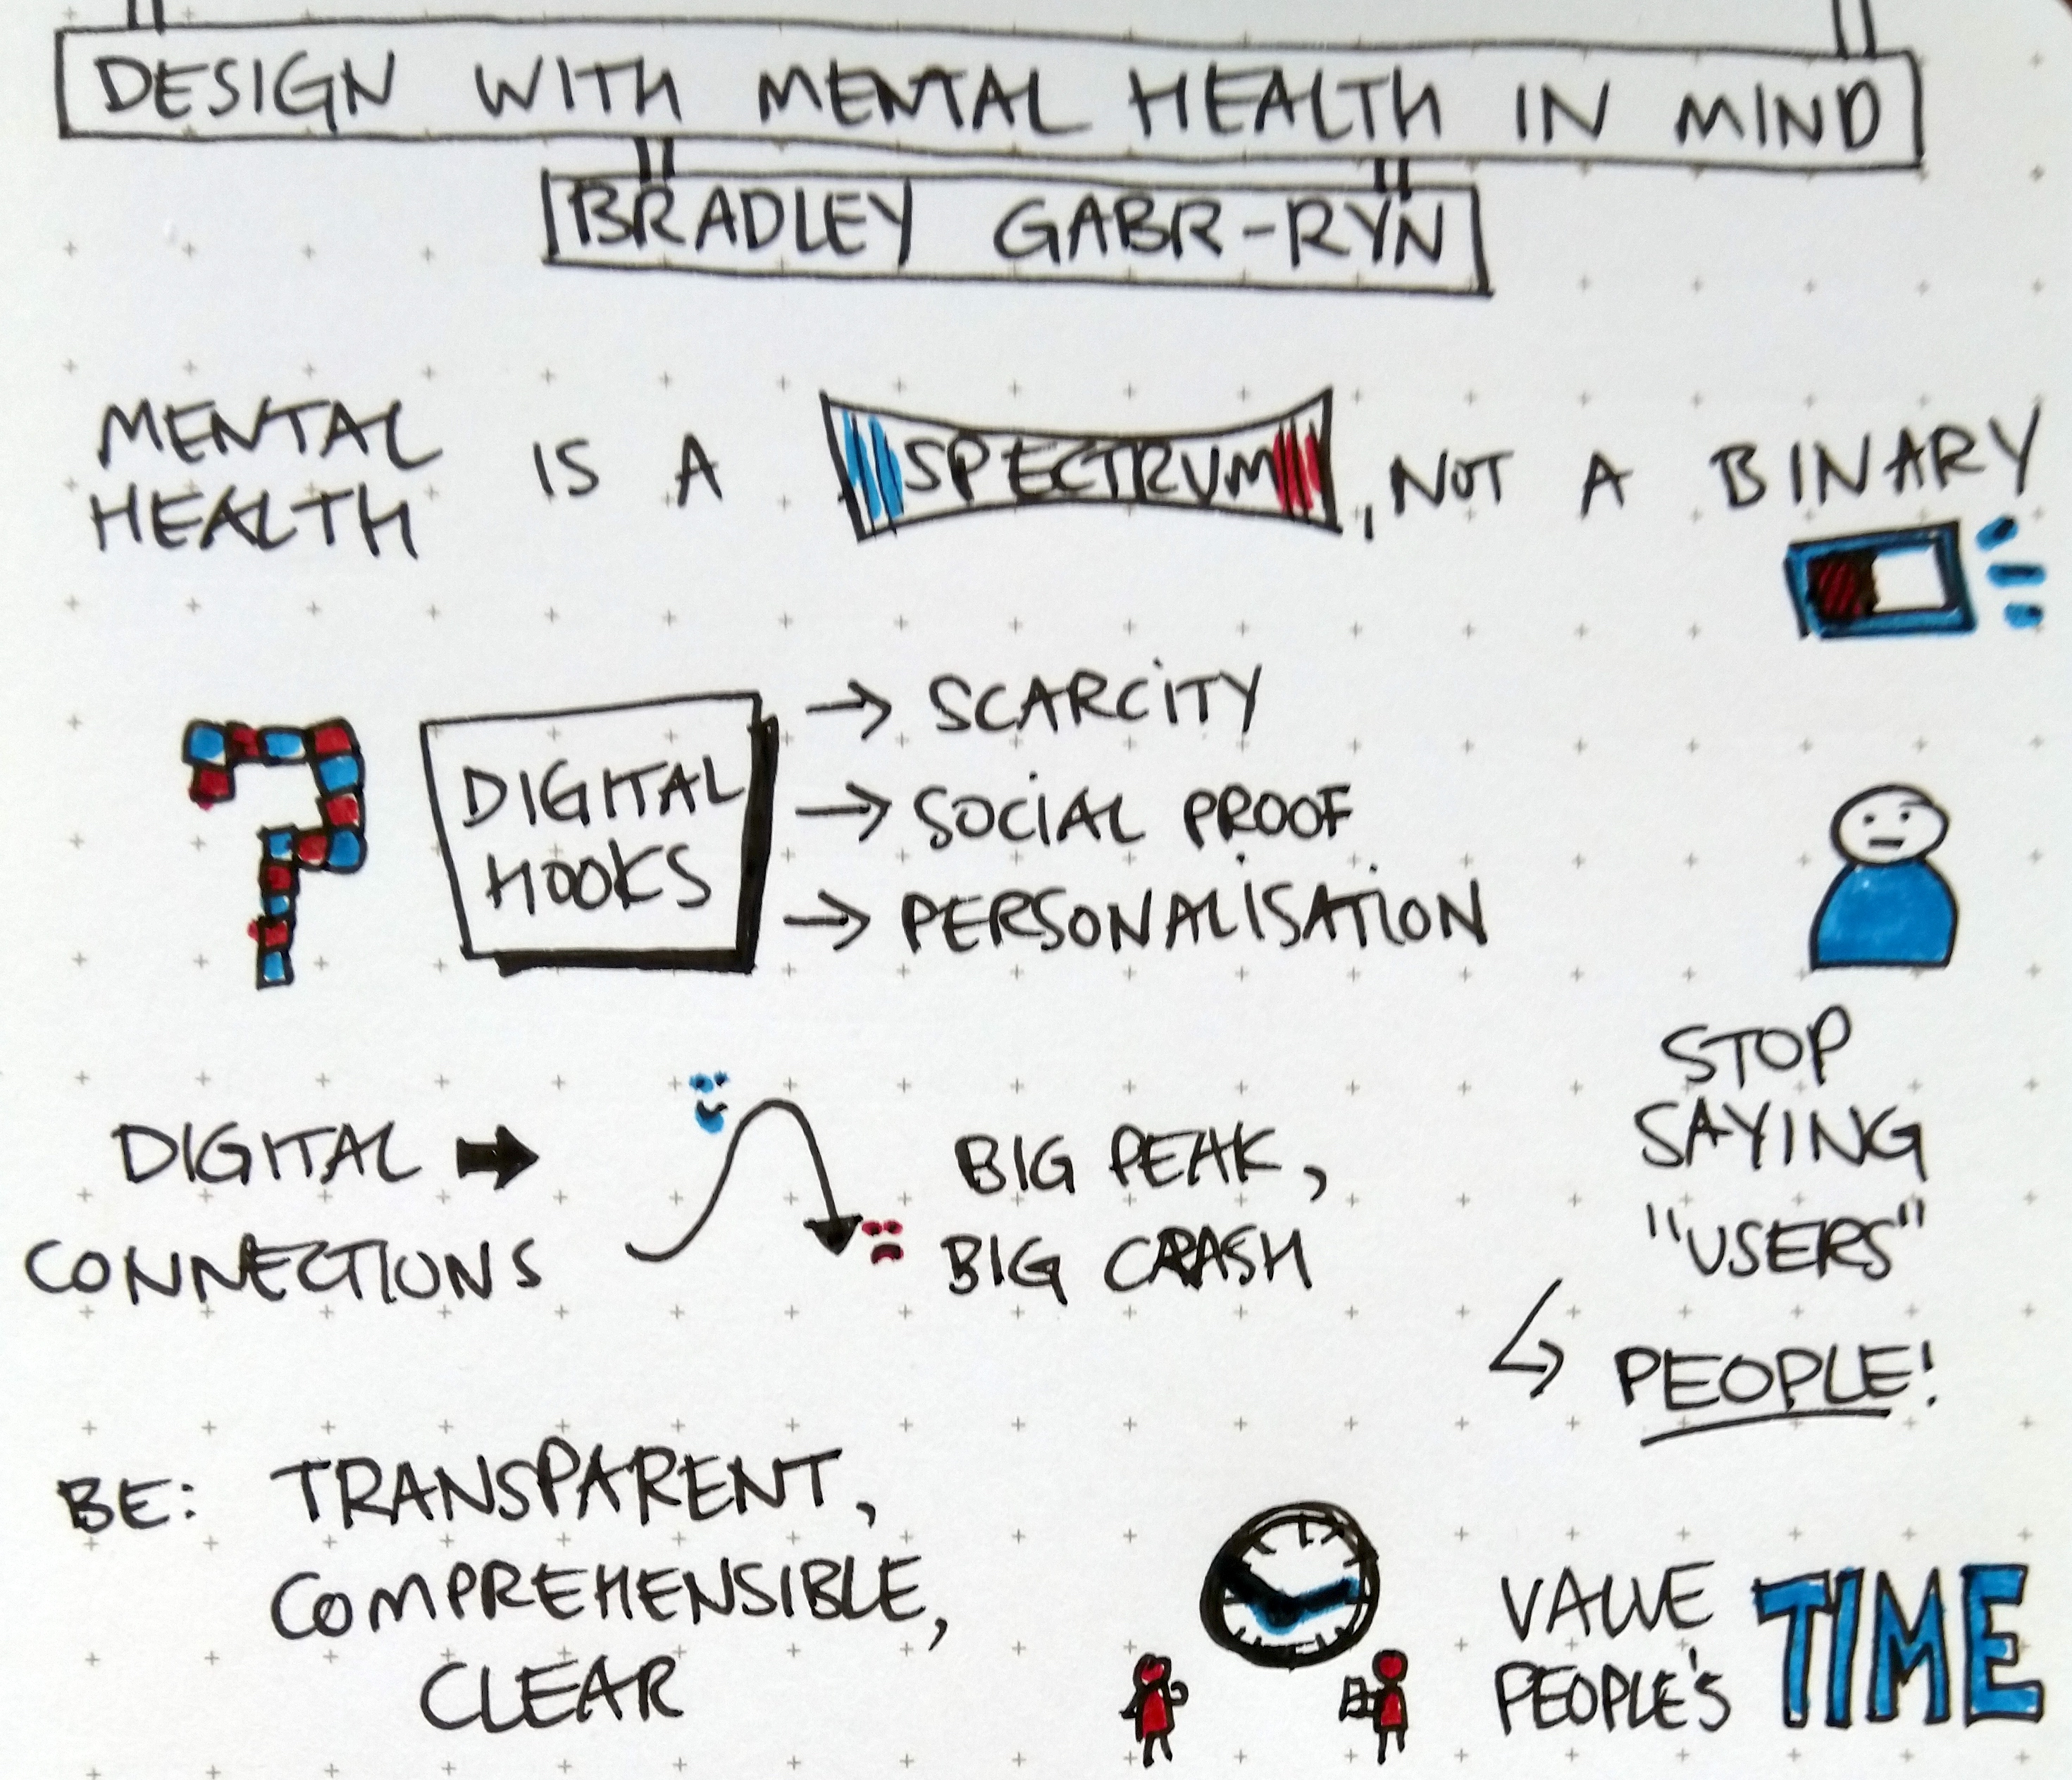 DESIGN WITH MENTAL HEALTH IN MIND
BRADLEY GABR-RYN
MENTAL
HEALTH
IS A SPECTRUM, NOT A BINARY
DIGITAL
HOOKS
→ SCARCITY
→ SOCIAL PROOF
→ PERSONALISATION
DIGITAL →
CONNECTIONS
BIG PEAK,
BIG CRASH
STOP
SAYING
"USERS"
PEOPLE!
BE: TRANSPARENT,
COMPREHENSIBLE,
CLEAR
VALUE
PEOPLE'S
TIME